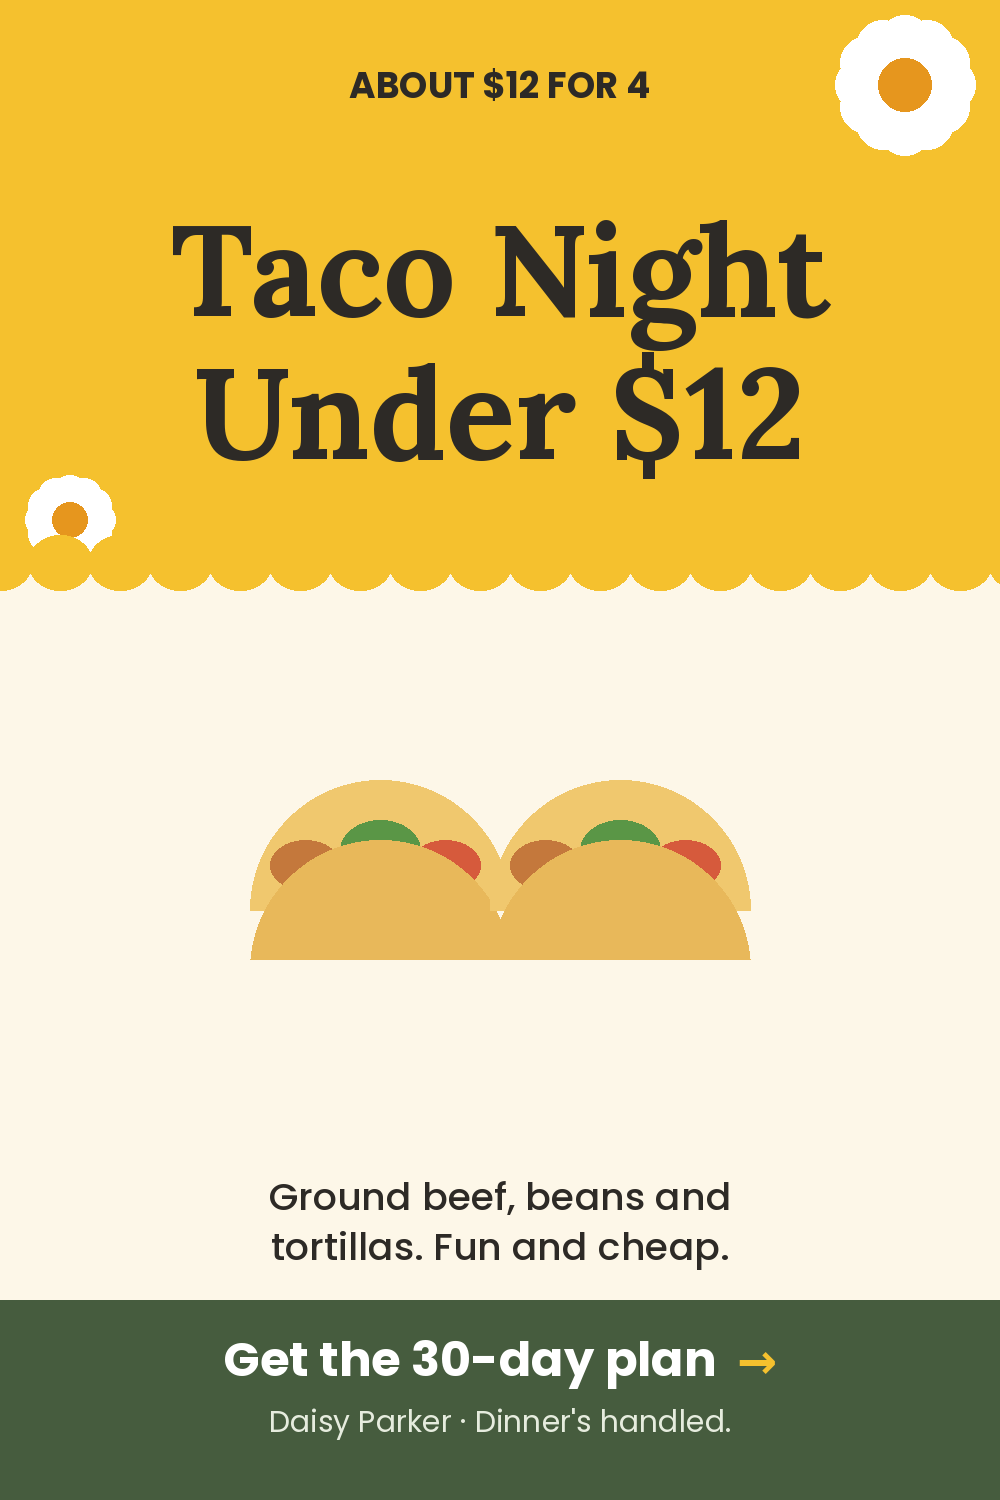 ABOUT $12 FOR 4
Taco Night
Under $12
Ground beef, beans and
tortillas. Fun and cheap.
Get the 30-day plan →
Daisy Parker · Dinner's handled.